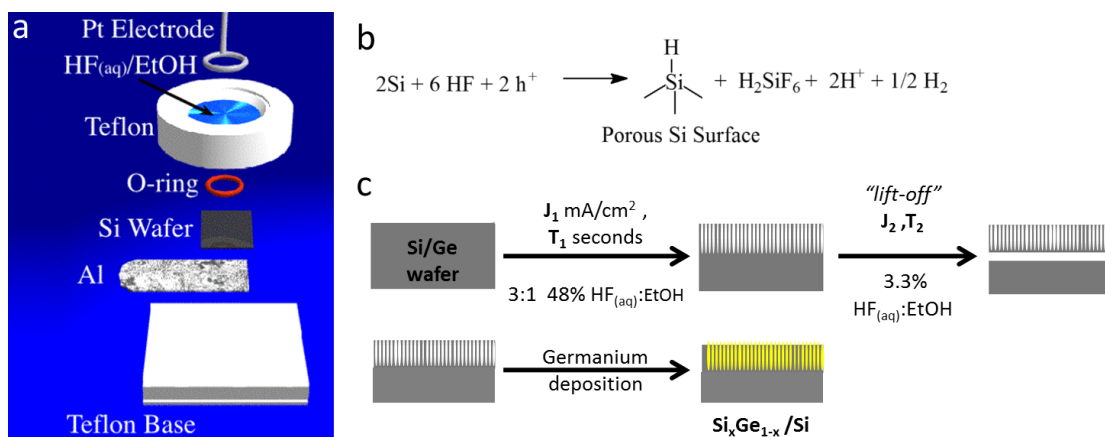 a
Pt Electrode
HF(aq)/EtOH
Teflon
O-ring
Si Wafer
Al
Teflon Base
b
2Si + 6 HF + 2 h⁺ ⟶ H Si + H₂SiF₆ + 2H⁺ + 1/2 H₂
Porous Si Surface
c
Si/Ge
wafer
J₁ mA/cm² ,
T₁ seconds
3:1 48% HF(aq):EtOH
"lift-off"
J₂ ,T₂
3.3%
HF(aq):EtOH
Germanium
deposition
SiₓGe₁₋ₓ /Si